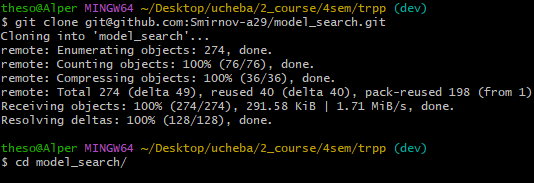 theso@Alper MINGW64 ~/Desktop/ucheba/2_course/4sem/trpp (dev)
$ git clone git@github.com:Smirnov-a29/model_search.git
Cloning into 'model_search'...
remote: Enumerating objects: 274, done.
remote: Counting objects: 100% (76/76), done.
remote: Compressing objects: 100% (36/36), done.
remote: Total 274 (delta 49), reused 40 (delta 40), pack-reused 198 (from 1)
Receiving objects: 100% (274/274), 291.58 KiB | 1.71 MiB/s, done.
Resolving deltas: 100% (128/128), done.
theso@Alper MINGW64 ~/Desktop/ucheba/2_course/4sem/trpp (dev)
$ cd model_search/